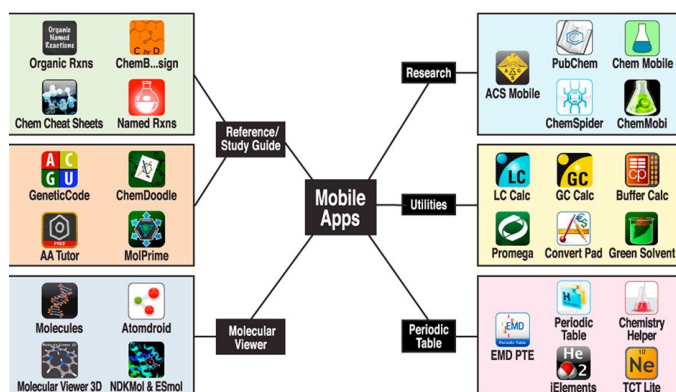 Organic
Named
Reactions
Organic Rxns
C by D
ChemB...sign
Chem Cheat Sheets
Named Rxns
A C
G U
GeneticCode
ChemDoodle
FREE
AA Tutor
MolPrime
Molecules
Atomdroid
Molecular Viewer 3D
NDKMol & ESmol
Reference/
Study Guide
Molecular
Viewer
Mobile
Apps
Research
Utilities
Periodic
Table
ACS
ACS Mobile
PubChem
Chem Mobile
ChemSpider
ChemMobi
LC
LC Calc
GC
GC Calc
cp
Buffer Calc
Promega
Convert Pad
Green Solvent
EMD
Periodic Table
EMD PTE
H
Periodic
Table
Chemistry
Helper
He
2
iElements
10
Ne
TCT Lite